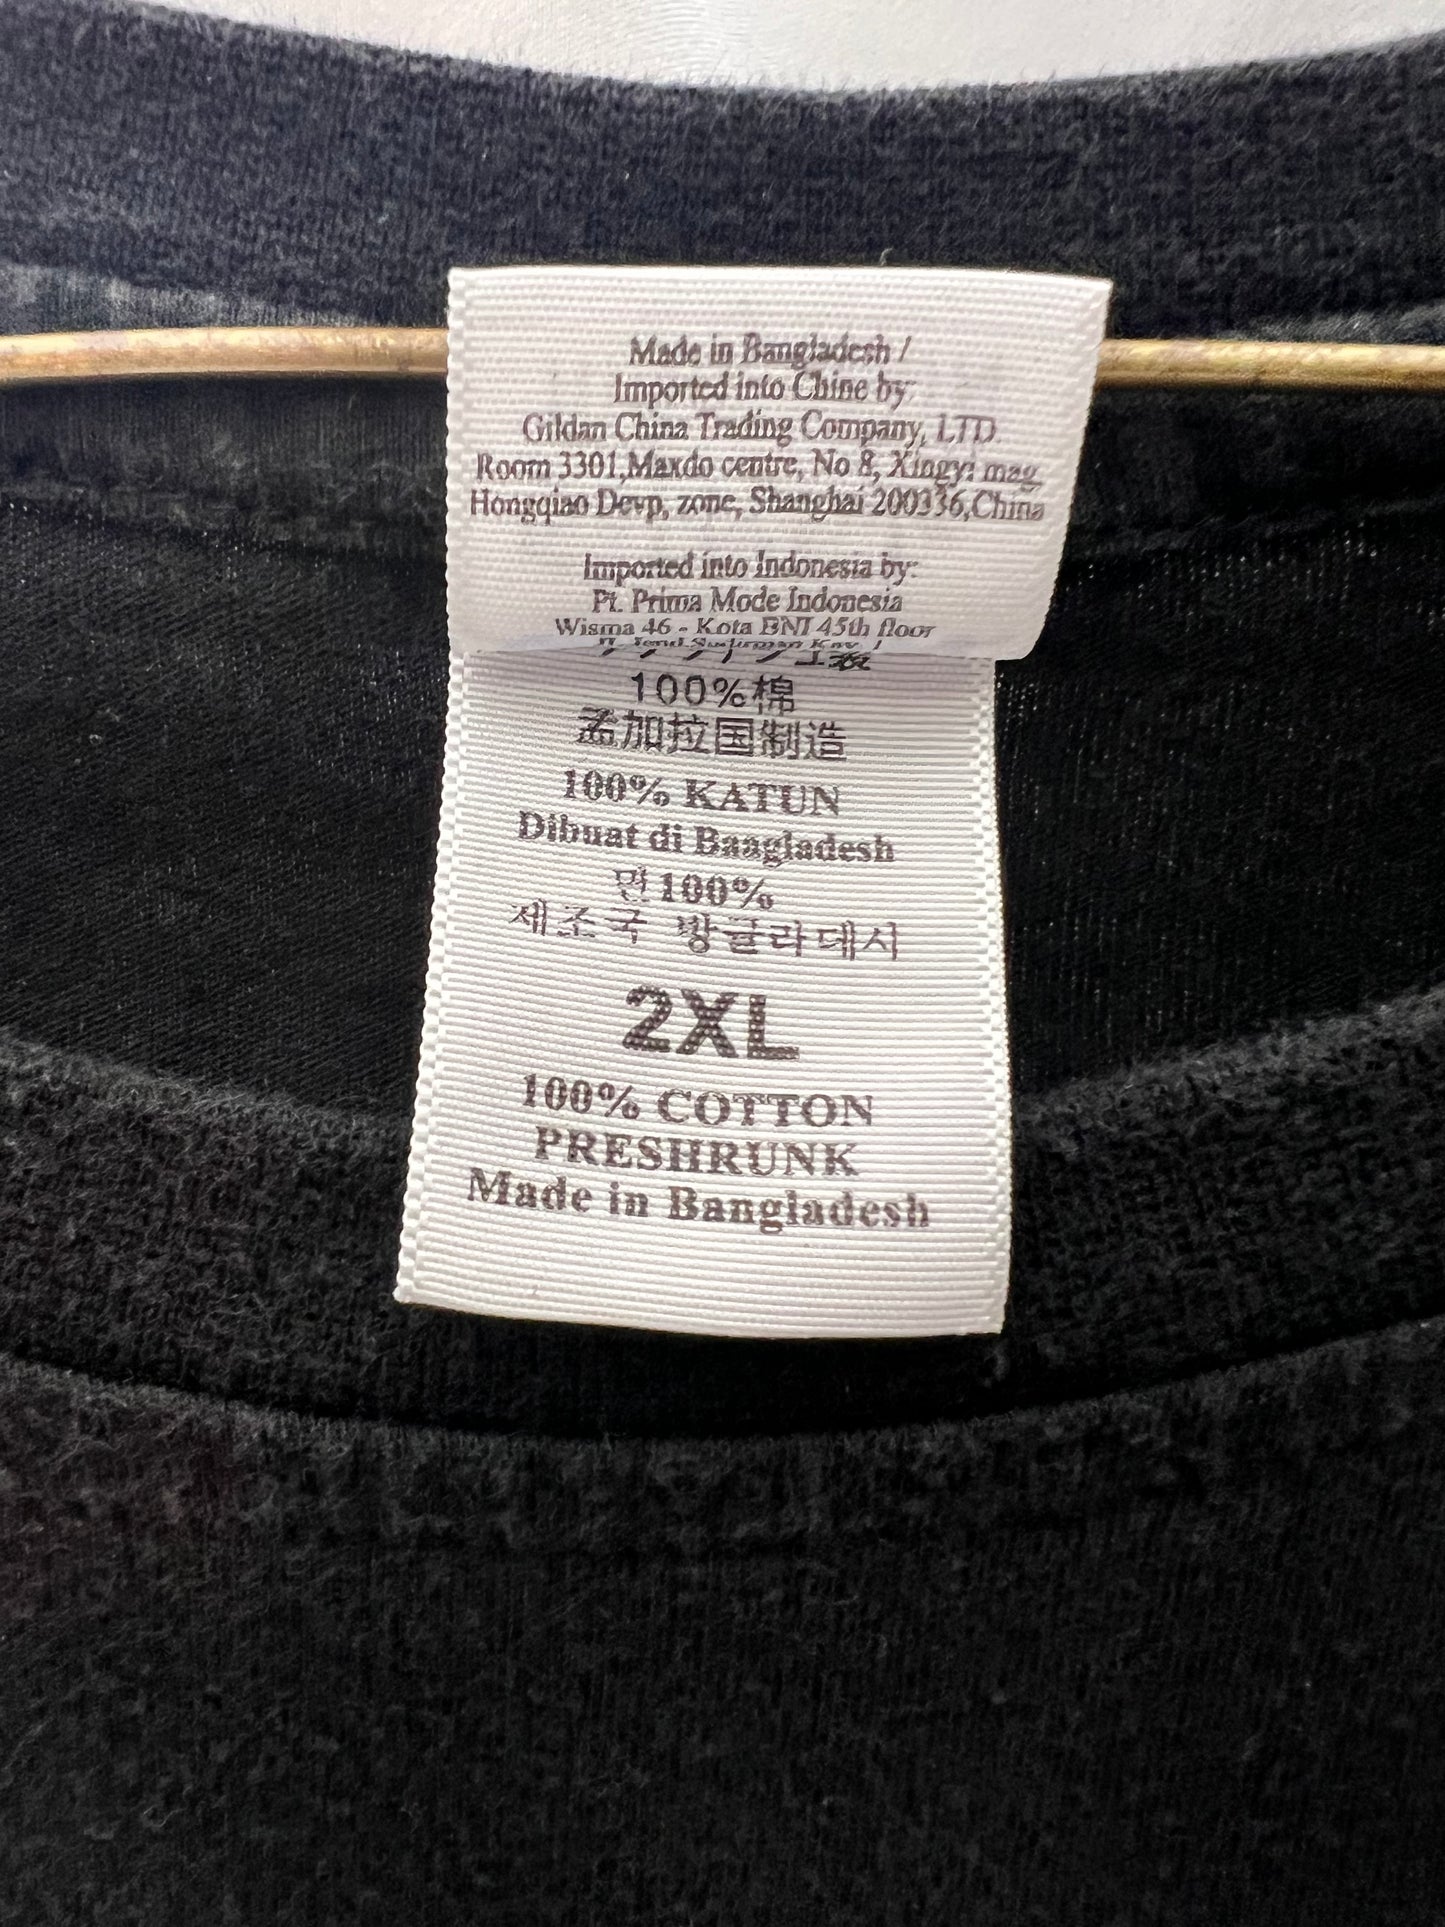 Made in Bangladesh /
Imported into Chine by:
Gildan China Trading Company, LTD.
Room 3301,Maxdo centre, No 8, Xingyi mag
Hongqiao Devp, zone, Shanghai 200336,China
Imported into Indonesia by:
Pt. Prima Mode Indonesia
Wisma 46 - Kota BNI 45th floor
100%棉
孟加拉国制造
100% KATUN
Dibuat di Baagladesh
면100%
제조국 방글라데시
2XL
100% COTTON
PRESHRUNK
Made in Bangladesh